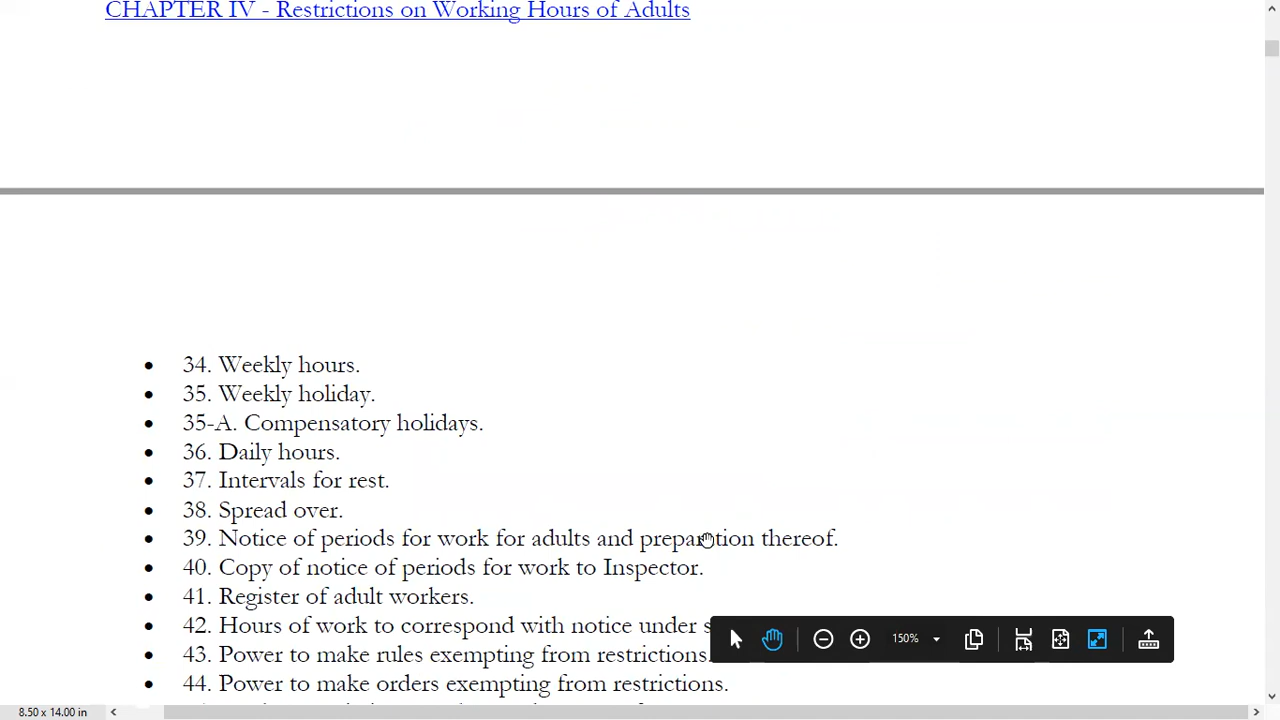 CHAPTER IV - Restrictions on Working Hours of Adults
• 34. Weekly hours.
• 35. Weekly holiday.
• 35-A. Compensatory holidays.
• 36. Daily hours.
• 37. Intervals for rest.
• 38. Spread over.
• 39. Notice of periods for work for adults and preparation thereof.
• 40. Copy of notice of periods for work to Inspector.
• 41. Register of adult workers.
• 42. Hours of work to correspond with notice under
• 43. Power to make rules exempting from restrictions.
150%
• 44. Power to make orders exempting from restrictions.
8.50 x 14.00 in